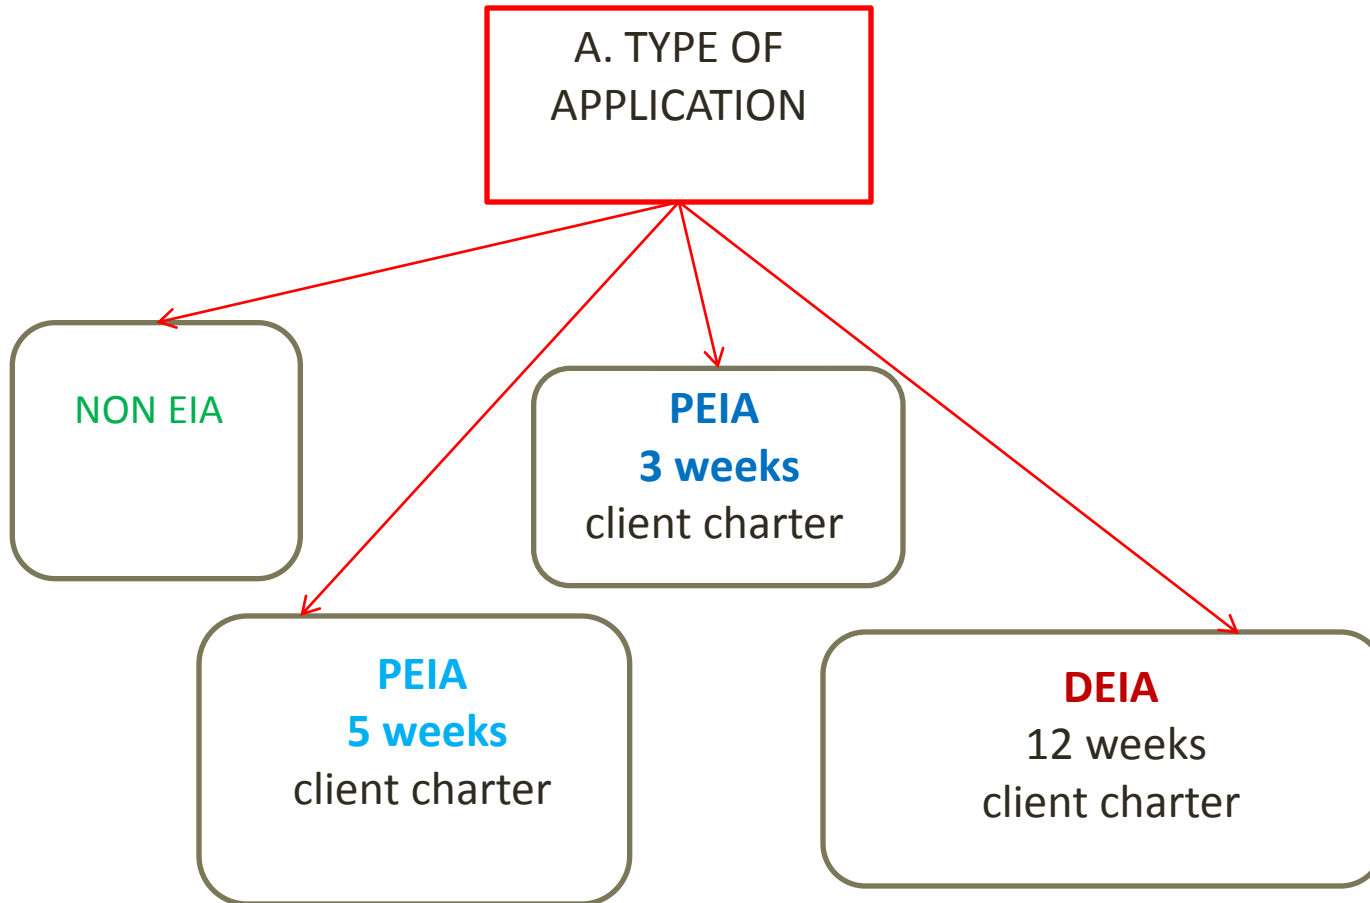 A. TYPE OF
APPLICATION
NON EIA
PEIA
3 weeks
client charter
PEIA
5 weeks
client charter
DEIA
12 weeks
client charter